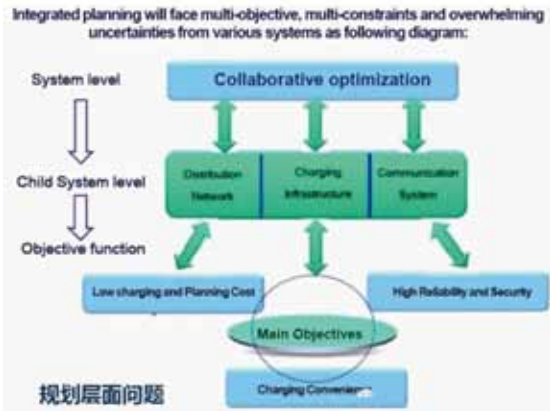 Integrated planning will face multi-objective, multi-constraints and overwhelming
uncertainties from various systems as following diagram:
System level
Collaborative optimization
Child System level
Distribution
Network
Charging
Infrastructure
Communication
System
Objective function
Low charging and Planning Cost
High Reliability and Security
Main Objectives
Charging Convenience
规划层面问题